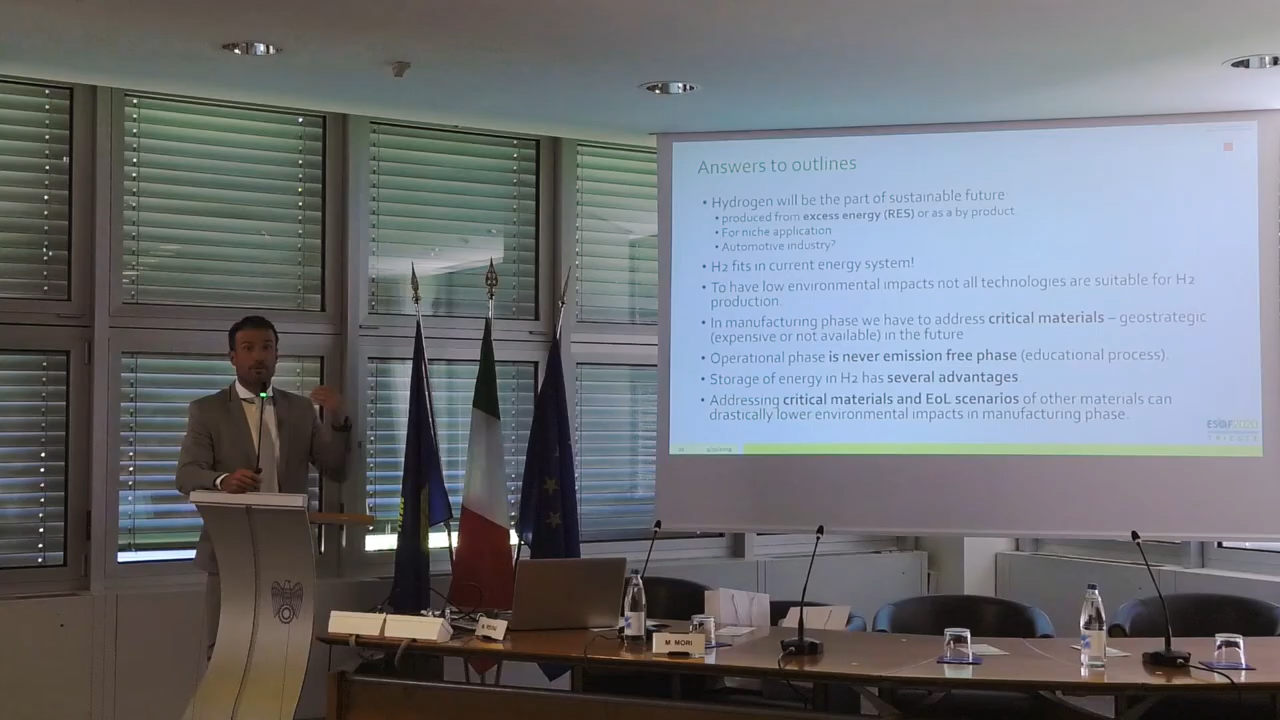 Answers to outlines
• Hydrogen will be the part of sustainable future
• produced from excess energy (RES) or as a by product
• For niche application
• Automotive industry?
• H2 fits in current energy system!
• To have low environmental impacts not all technologies are suitable for H2
production.
• In manufacturing phase we have to address critical materials – geostrategic
(expensive or not available) in the future
• Operational phase is never emission free phase (educational process).
• Storage of energy in H2 has several advantages
• Addressing critical materials and EoL scenarios of other materials can
drastically lower environmental impacts in manufacturing phase.
ESOF2020
TRIESTE
M. MORI